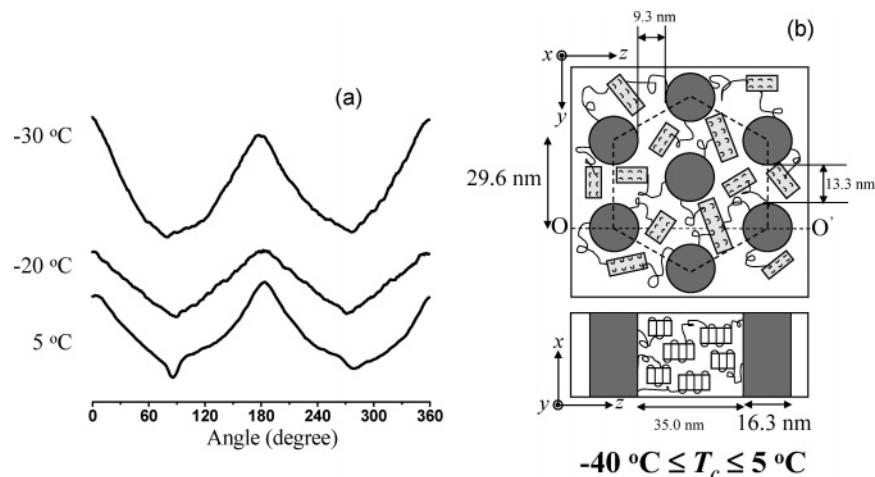 (a)
-30 °C
-20 °C
5 °C
0 60 120 180 240 300 360
Angle (degree)
(b)
9.3 nm
x
z
y
29.6 nm
13.3 nm
O
O'
x
y
z
35.0 nm
16.3 nm
-40 °C ≤ Tc ≤ 5 °C